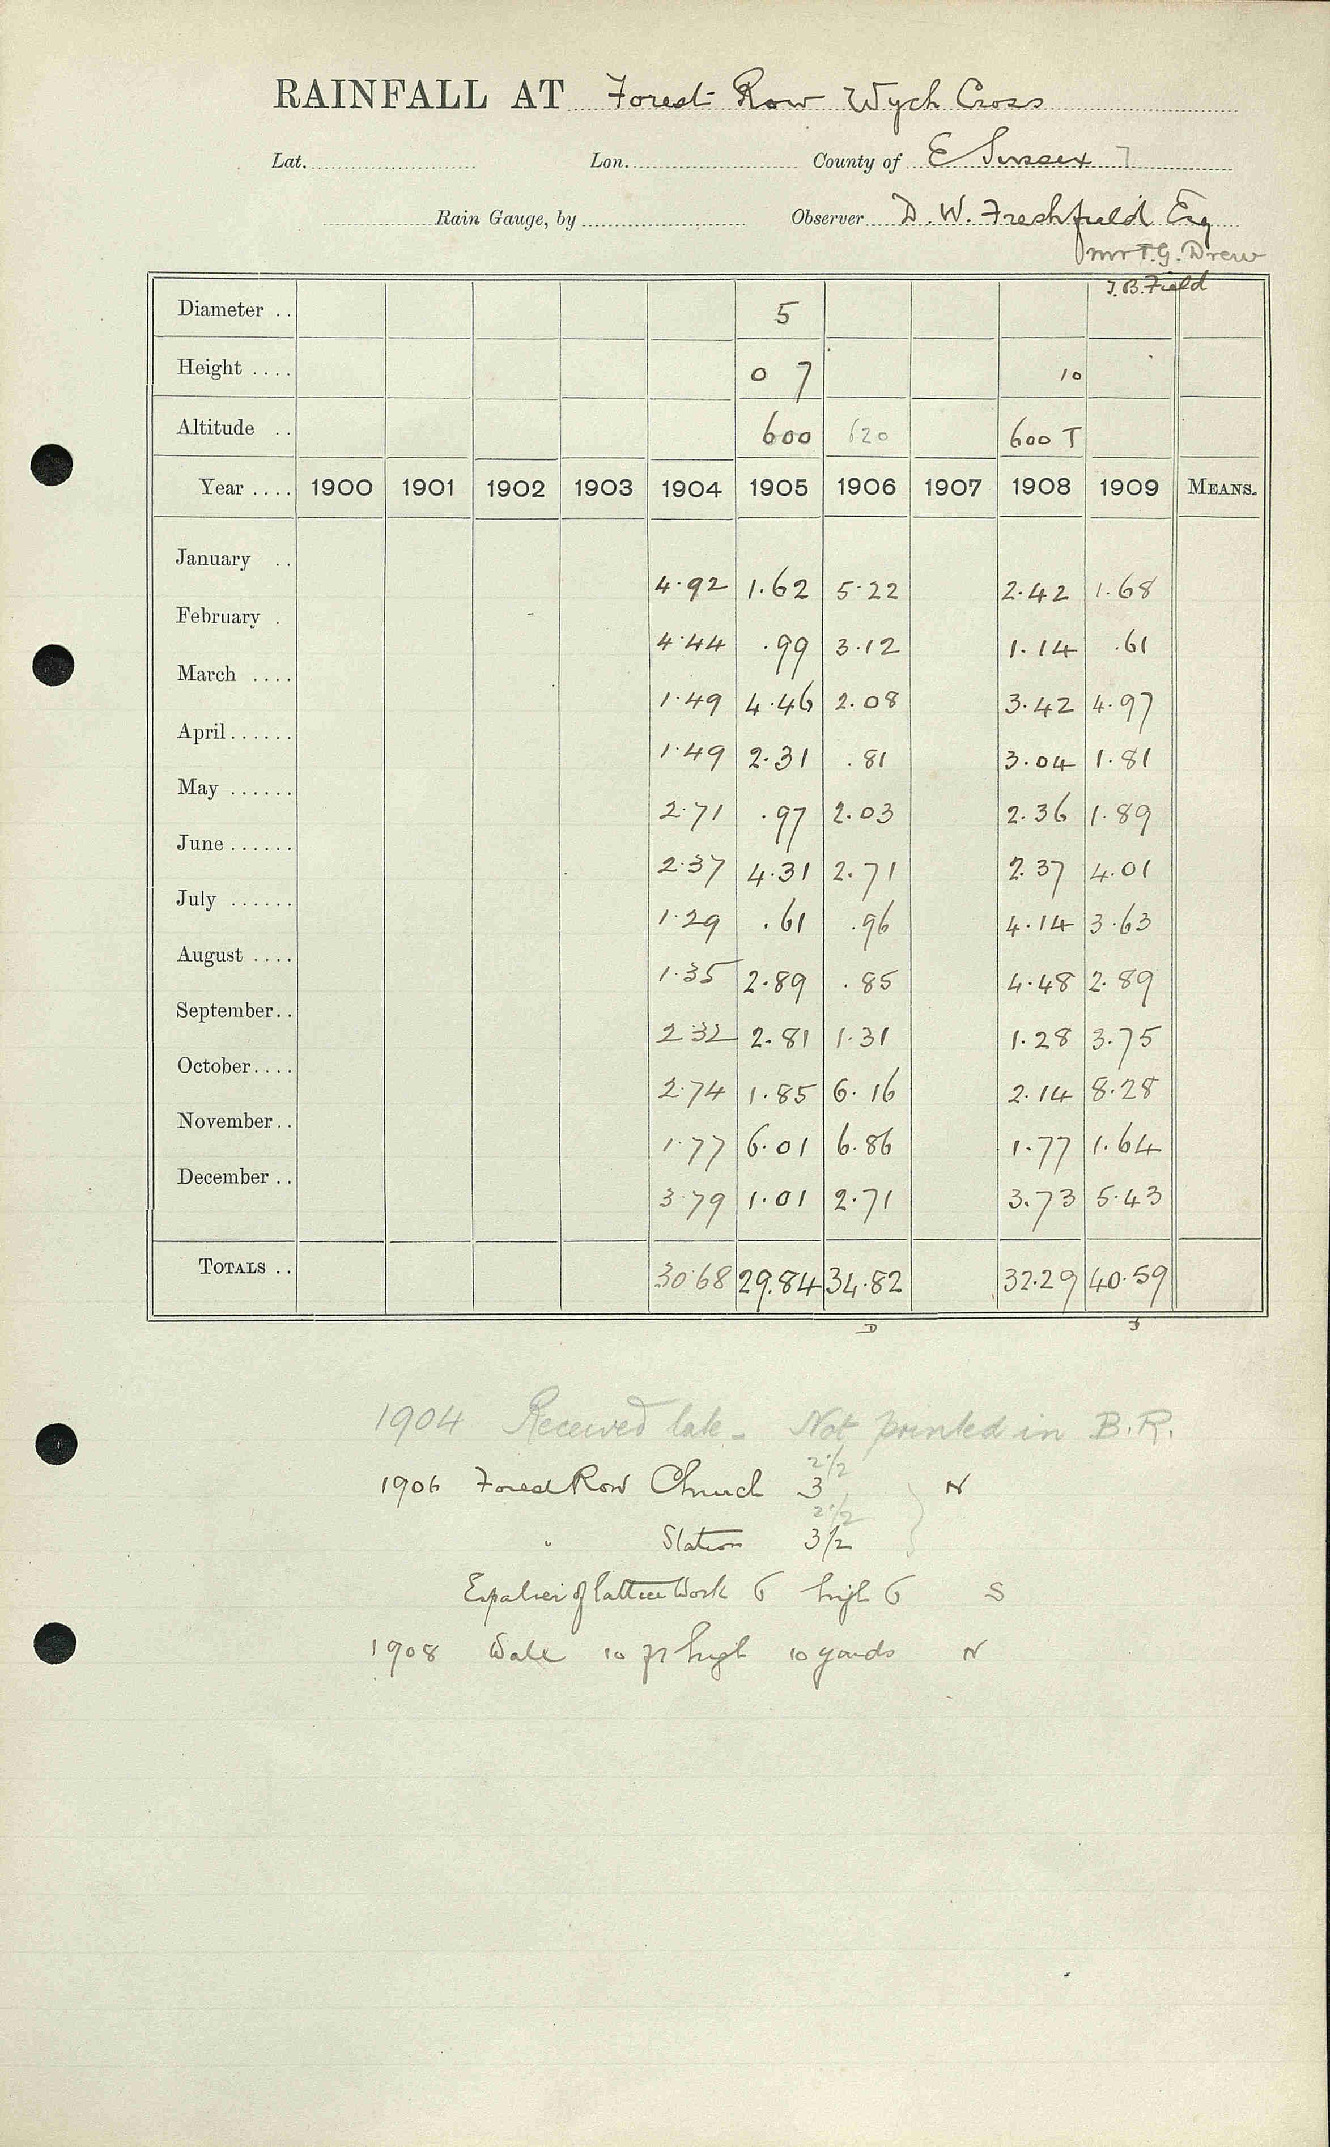 RAINFALL AT Forest Row Wych Cross
Lat. Lon. County of E Sussex 7
Rain Gauge, by Observer D. W. Freshfield Esq
Mr T.G. Drew
J.B. Field
Diameter .. 5
Height .... 0 7 10
Altitude .. 600 620 600 T
Year .... 1900 1901 1902 1903 1904 1905 1906 1907 1908 1909 MEANS.
January .. 4.92 1.62 5.22 2.42 1.68
February . 4.44 .99 3.12 1.14 .61
March .... 1.49 4.46 2.08 3.42 4.97
April...... 1.49 2.31 .81 3.04 1.81
May ...... 2.71 .97 2.03 2.36 1.89
June...... 2.37 4.31 2.71 2.37 4.01
July ...... 1.29 .61 .96 4.14 3.63
August .... 1.35 2.89 .85 4.48 2.89
September.. 2.32 2.81 1.31 1.28 3.75
October.... 2.74 1.85 6.16 2.14 8.28
November.. 1.77 6.01 6.86 1.77 1.64
December .. 3.79 1.01 2.71 3.73 5.43
TOTALS .. 30.68 29.84 34.82 32.29 40.59
D
1904 Received late - Not printed in B.R.
2 1/2
1906 Forest Row Church 3 N
2 1/2
" Station 3 1/2
Espalier of lattice work 6 high 6 S
1908 Wall 10 ft high 10 yards N